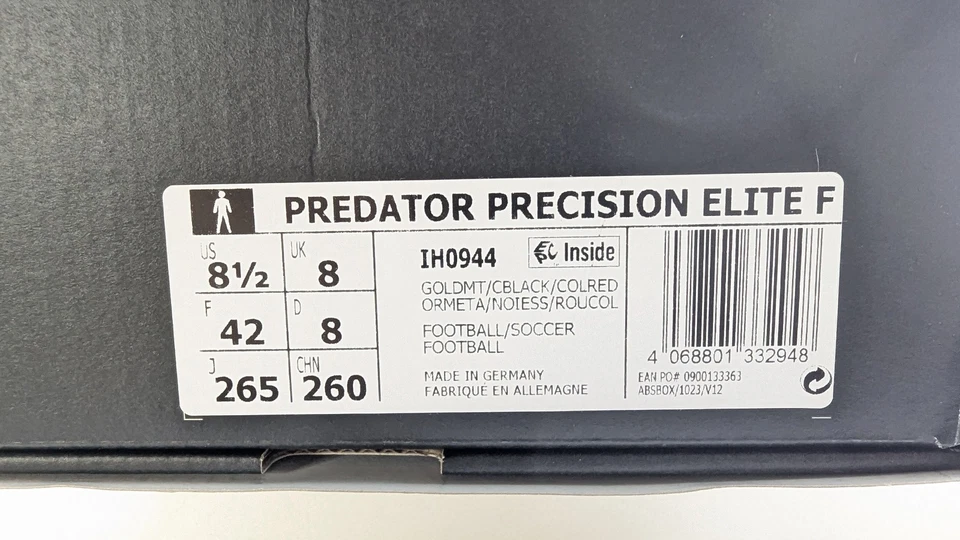 PREDATOR PRECISION ELITE F
US
8½
UK
8
F
42
D
8
J
265
CHN
260
IH0944
Inside
GOLDMT/CBLACK/COLRED
ORMETA/NOIESS/ROUCOL
FOOTBALL/SOCCER
FOOTBALL
MADE IN GERMANY
FABRIQUÉ EN ALLEMAGNE
4 068801 332948
EAN PO# 0900133363
ABSBOX/1023/V12